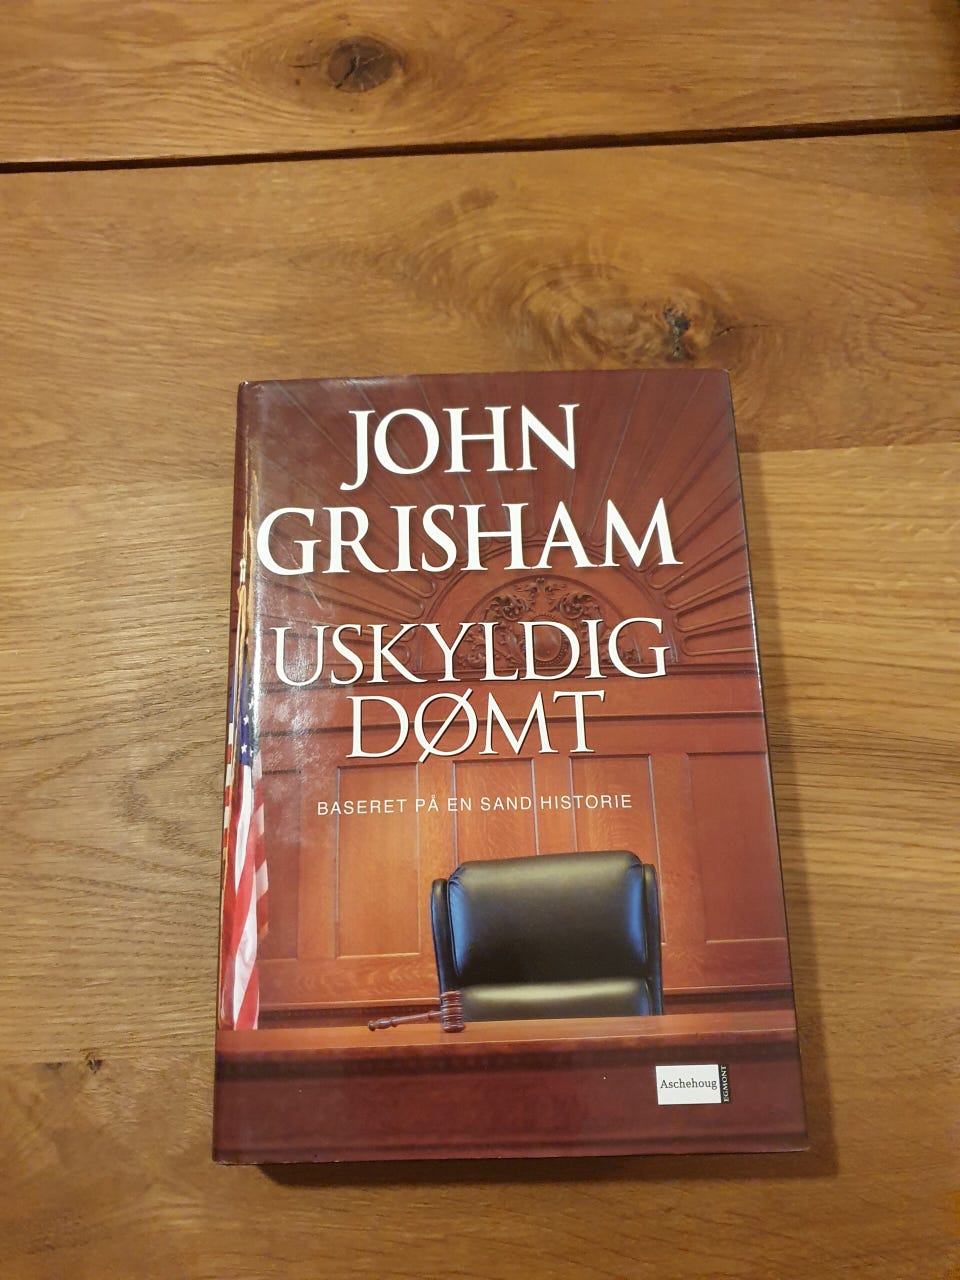 JOHN
GRISHAM
USKYLDIG
DØMT
BASERET PÅ EN SAND HISTORIE
Aschehoug
EGMONT